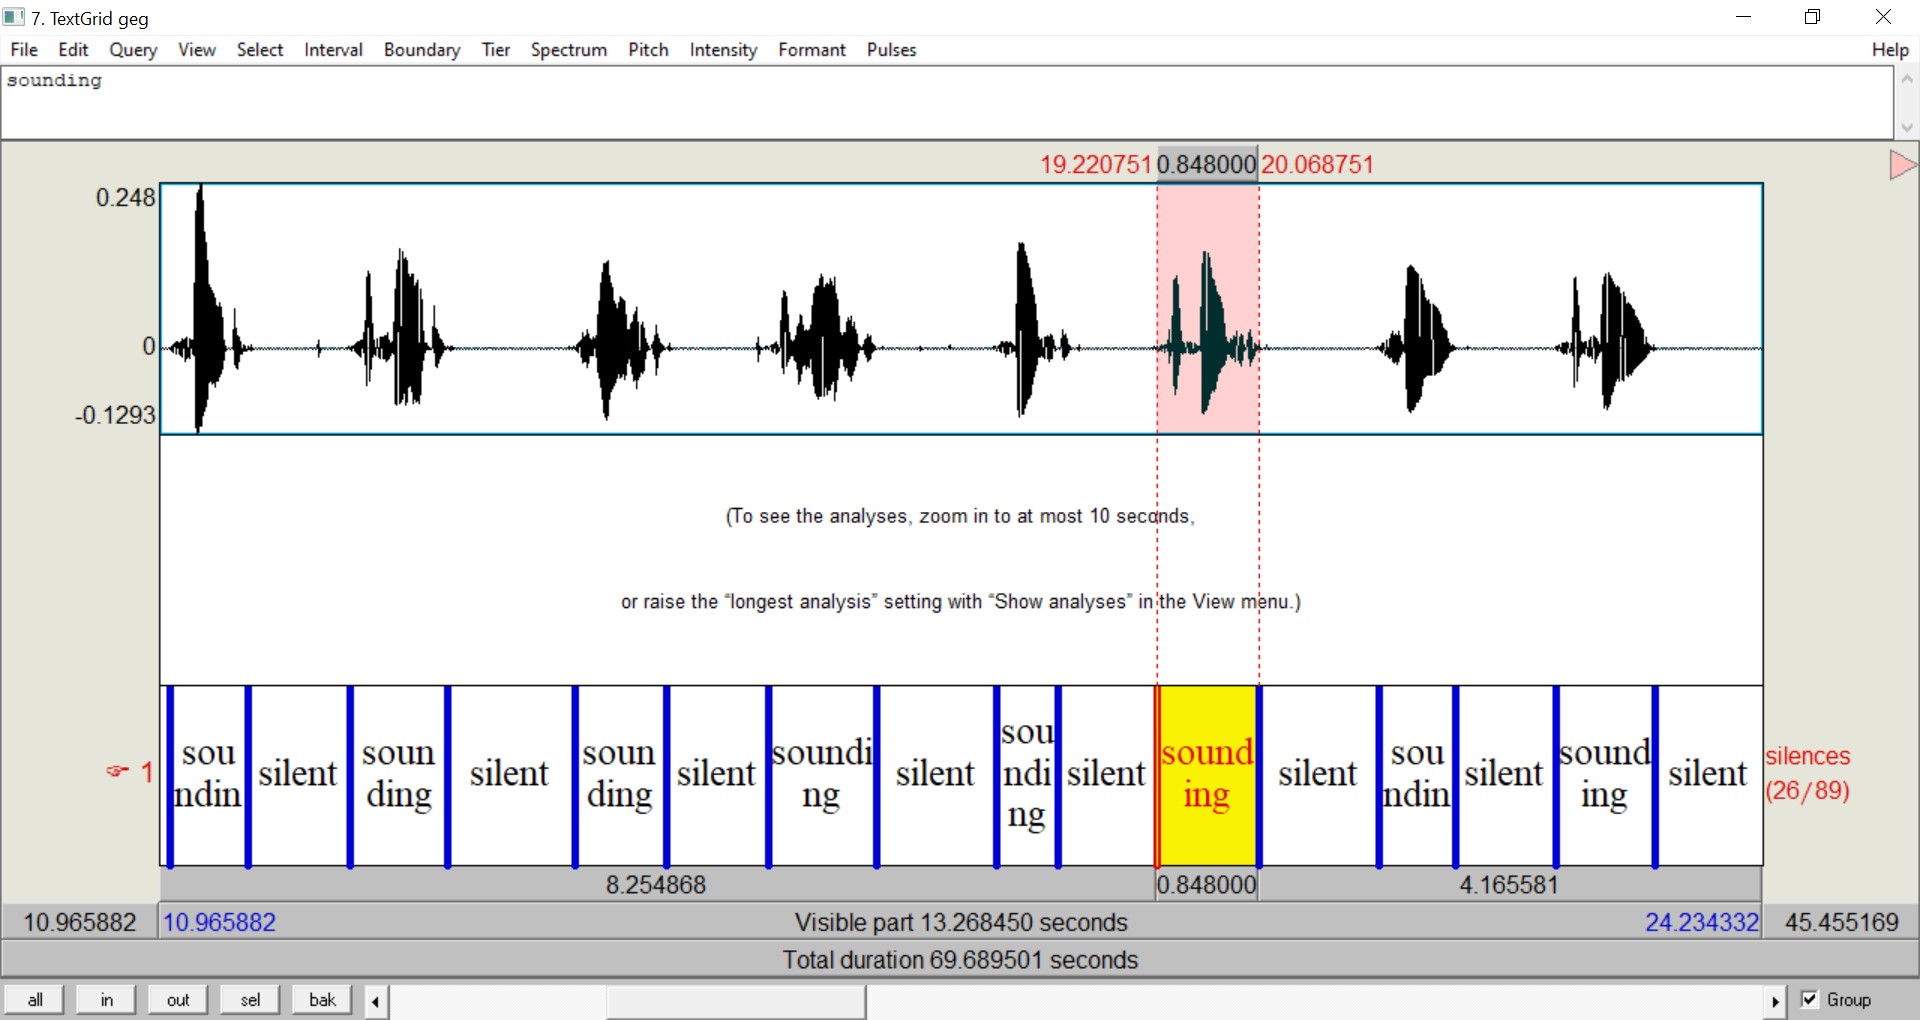 7. TextGrid geg
File Edit Query View Select Interval Boundary Tier Spectrum Pitch Intensity Formant Pulses Help
sounding
19.220751 0.848000 20.068751
0.248
0
-0.1293
(To see the analyses, zoom in to at most 10 seconds,
or raise the “longest analysis” setting with “Show analyses” in the View menu.)
☞ 1
sou
ndin
silent
soun
ding
silent
soun
ding
silent
soundi
ng
silent
sou
ndi
ng
silent
sound
ing
silent
sou
ndin
silent
sound
ing
silent
silences
(26/89)
8.254868 0.848000 4.165581
10.965882 10.965882 Visible part 13.268450 seconds 24.234332 45.455169
Total duration 69.689501 seconds
all in out sel bak Group